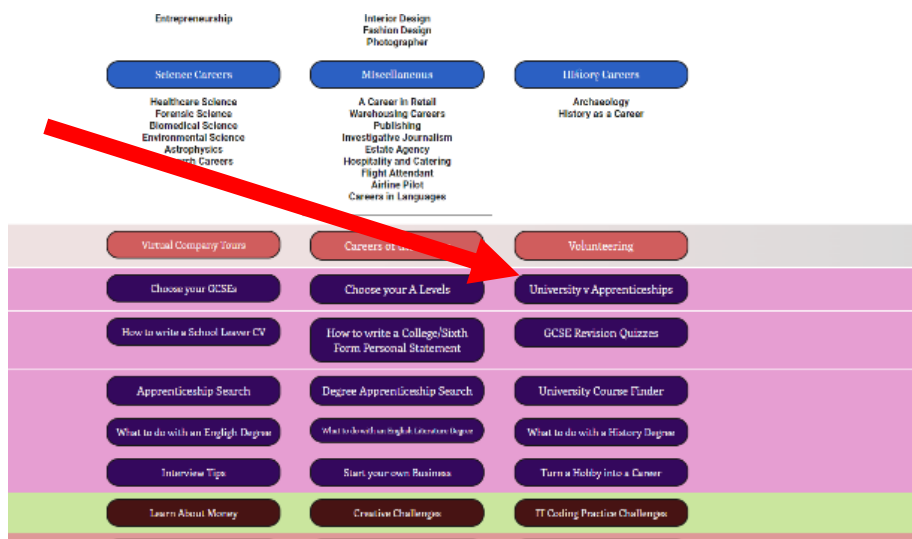 Entrepreneurship
Interior Design
Fashion Design
Photographer
Science Careers
Miscellaneous
History Careers
Healthcare Science
Forensic Science
Biomedical Science
Environmental Science
Astrophysics
Careers
A Career in Retail
Warehousing Careers
Publishing
Investigative Journalism
Estate Agency
Hospitality and Catering
Flight Attendant
Airline Pilot
Careers in Languages
Archaeology
History as a Career
Virtual Company Tours
Careers of
Volunteering
Choose your GCSEs
Choose your A Levels
University v Apprenticeships
How to write a School Leaver CV
How to write a College/Sixth
Form Personal Statement
GCSE Revision Quizzes
Apprenticeship Search
Degree Apprenticeship Search
University Course Finder
What to do with an Engligh Degree
What to do with an English Literature Degree
What to do with a History Degree
Interview Tips
Start your own Business
Turn a Hobby into a Career
Learn About Money
Creative Challenges
IT Coding Practice Challenges